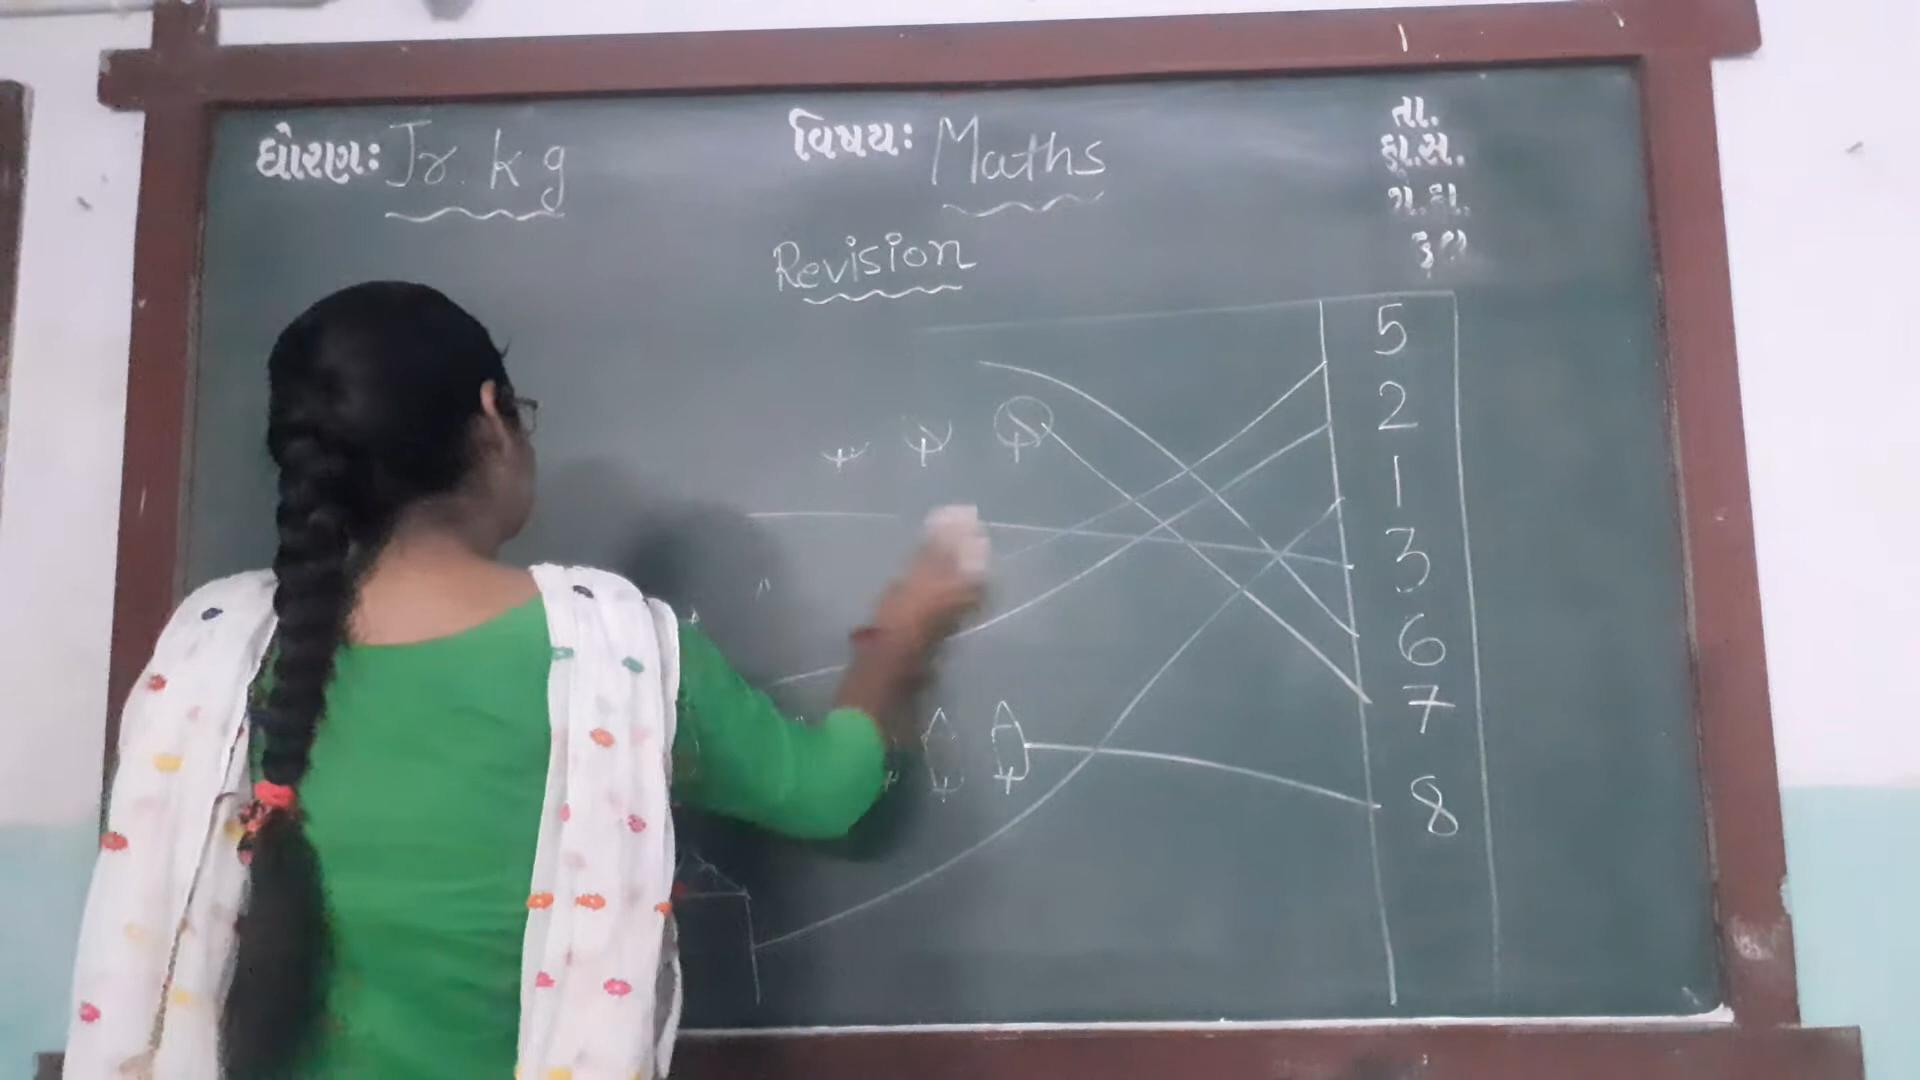 ધોરણ: Jr. kg
વિષય: Maths
તા.
હા.સ.
ગ.હા.
કુલ
Revision
5
2
1
3
6
7
8